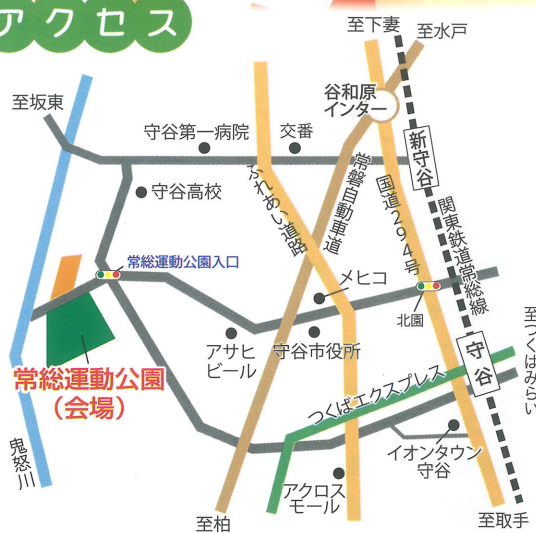 アクセス
至下妻
至水戸
至坂東
谷和原
インター
守谷第一病院
交番
新守谷
守谷高校
ふれあい道路
常磐自動車道
国道294号
関東鉄道常総線
常総運動公園入口
メヒコ
北園
アサヒ
ビール
守谷市役所
至つくばみらい
守谷
常総運動公園
(会場)
つくばエクスプレス
鬼怒川
イオンタウン
守谷
アクロス
モール
至柏
至取手